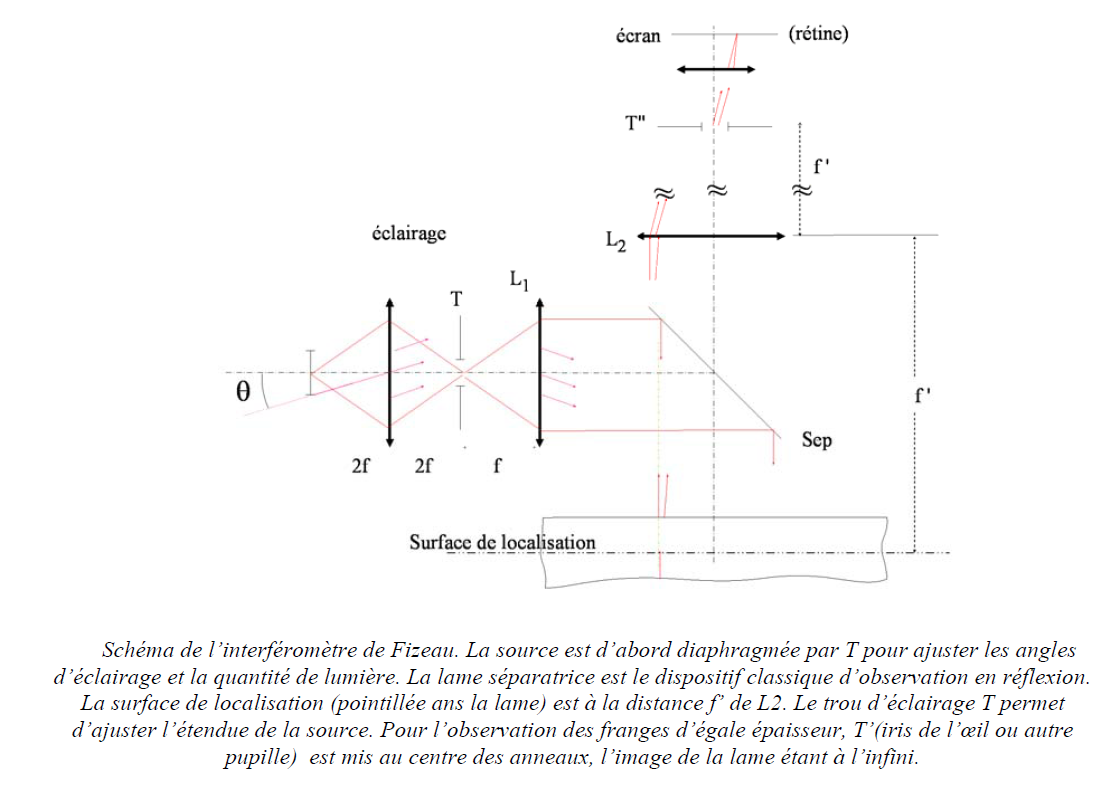 écran
(rétine)
T"
f'
éclairage
L2
T
L1
θ
f'
Sep
2f
2f
f
Surface de localisation
Schéma de l'interféromètre de Fizeau. La source est d'abord diaphragmée par T pour ajuster les angles
d'éclairage et la quantité de lumière. La lame séparatrice est le dispositif classique d'observation en réflexion.
La surface de localisation (pointillée ans la lame) est à la distance f' de L2. Le trou d'éclairage T permet
d'ajuster l'étendue de la source. Pour l'observation des franges d'égale épaisseur, T'(iris de l'œil ou autre
pupille) est mis au centre des anneaux, l'image de la lame étant à l'infini.